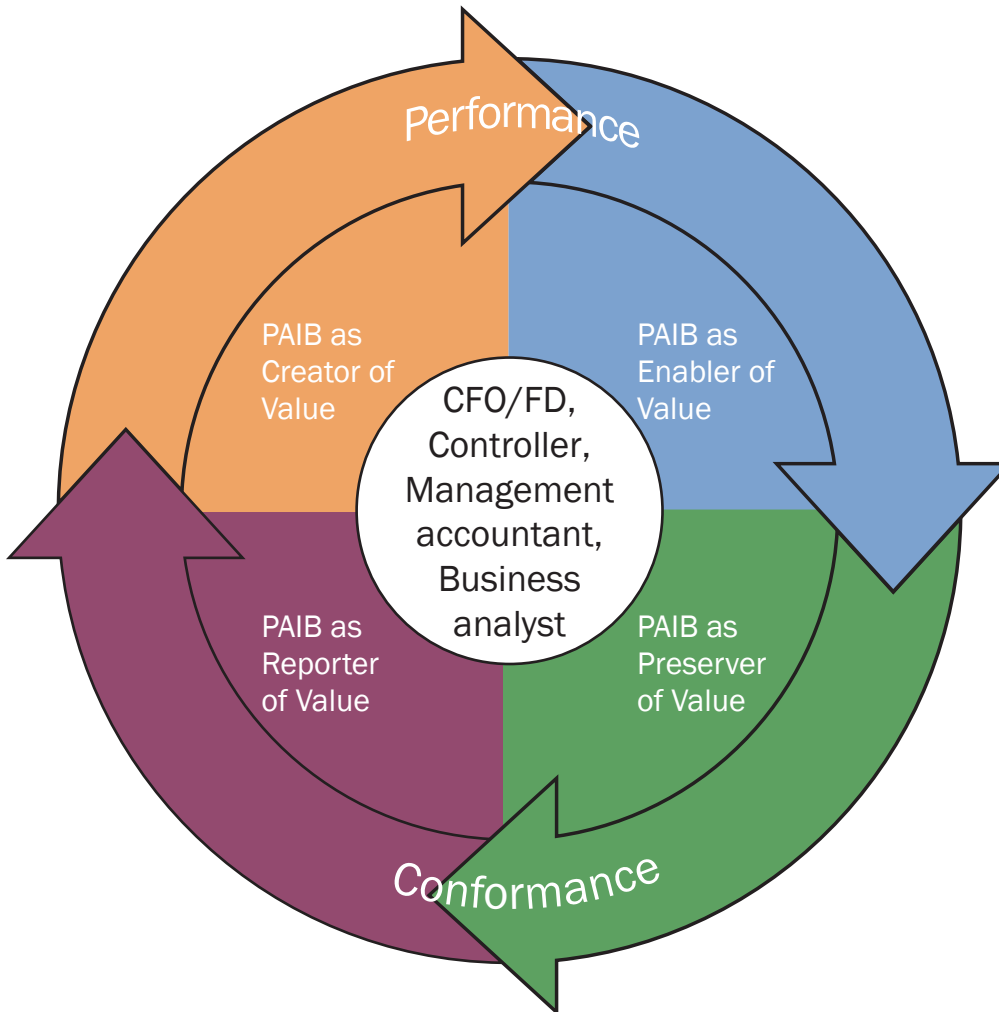 Performance
PAIB as
Creator of
Value
PAIB as
Enabler of
Value
CFO/FD,
Controller,
Management
accountant,
Business
analyst
PAIB as
Reporter
of Value
PAIB as
Preserver
of Value
Conformance